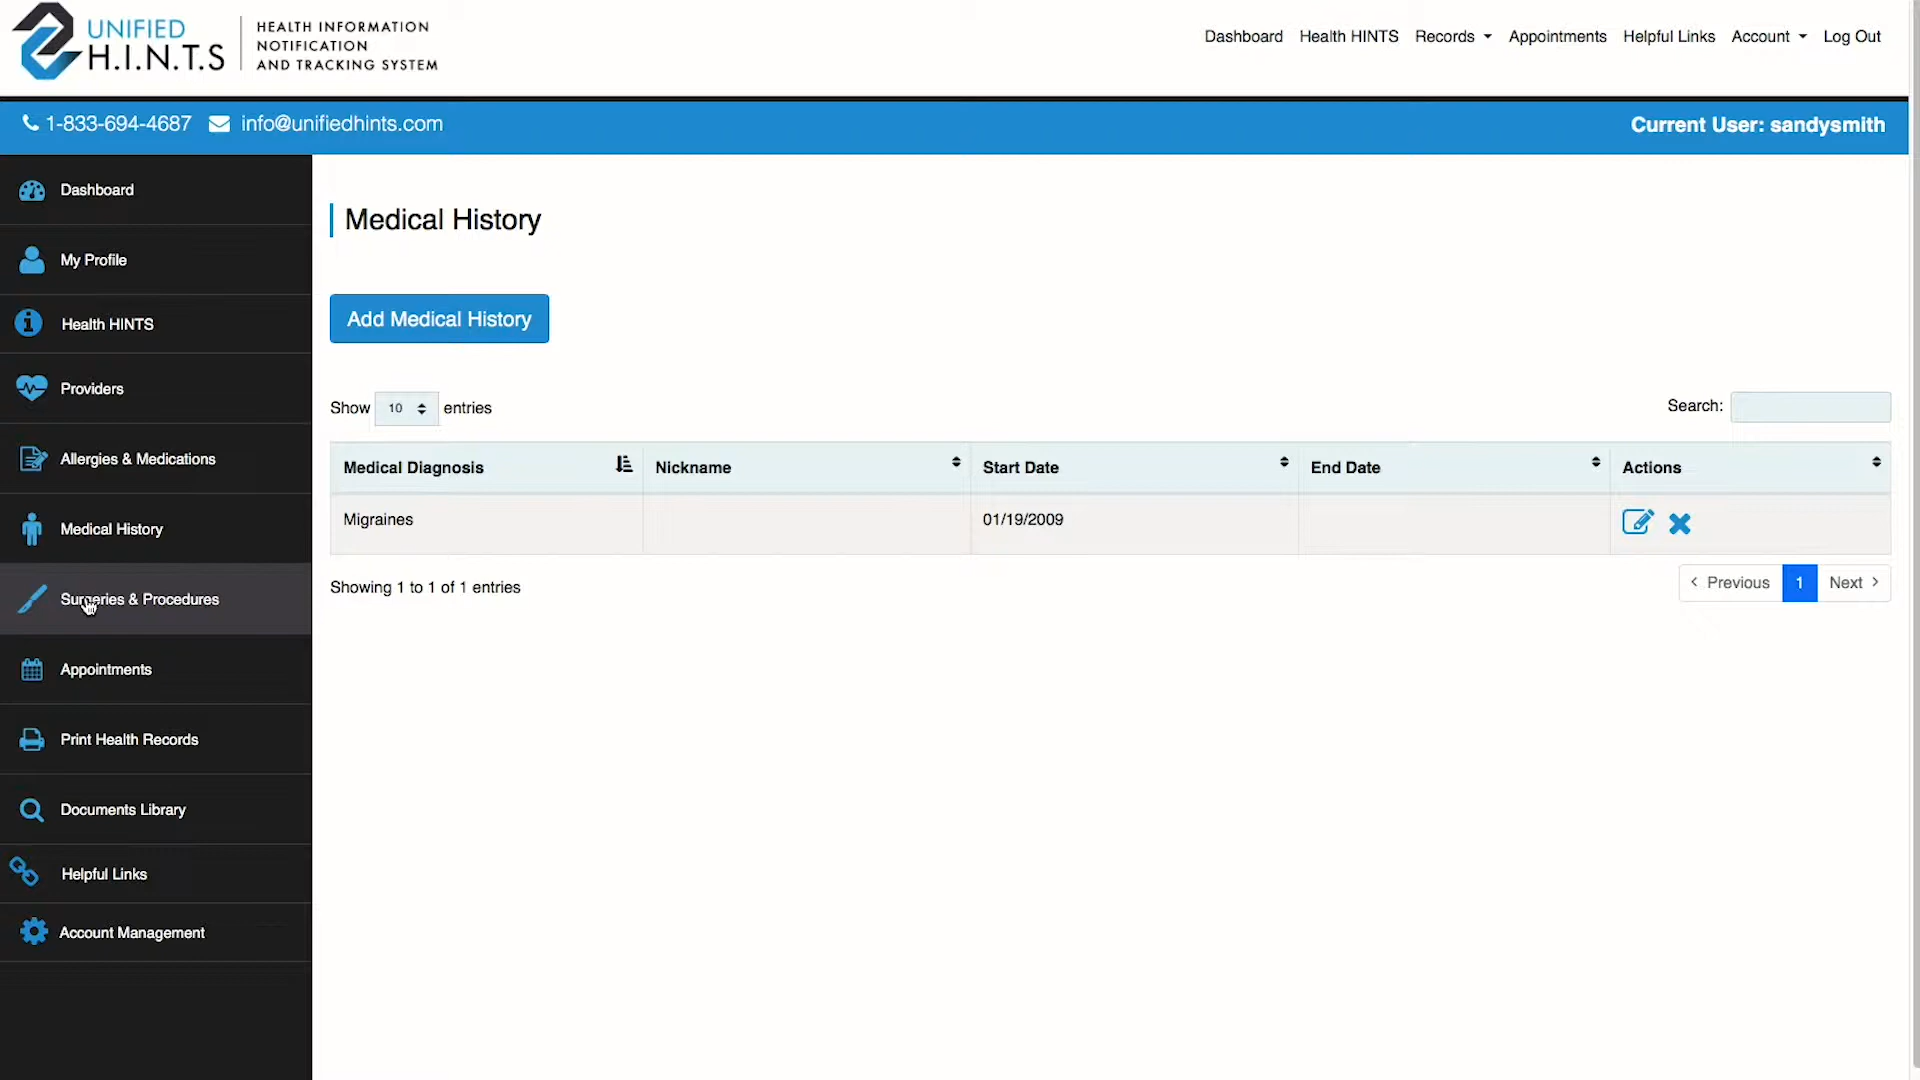 UNIFIED
H.I.N.T.S
HEALTH INFORMATION
NOTIFICATION
AND TRACKING SYSTEM
Dashboard Health HINTS Records Appointments Helpful Links Account Log Out
1-833-694-4687 info@unifiedhints.com
Current User: sandysmith
Dashboard
My Profile
Health HINTS
Providers
Allergies & Medications
Medical History
Surgeries & Procedures
Appointments
Print Health Records
Documents Library
Helpful Links
Account Management
Medical History
Add Medical History
Show 10 entries
Search:
Medical Diagnosis Nickname Start Date End Date Actions
Migraines 01/19/2009
Showing 1 to 1 of 1 entries
Previous 1 Next